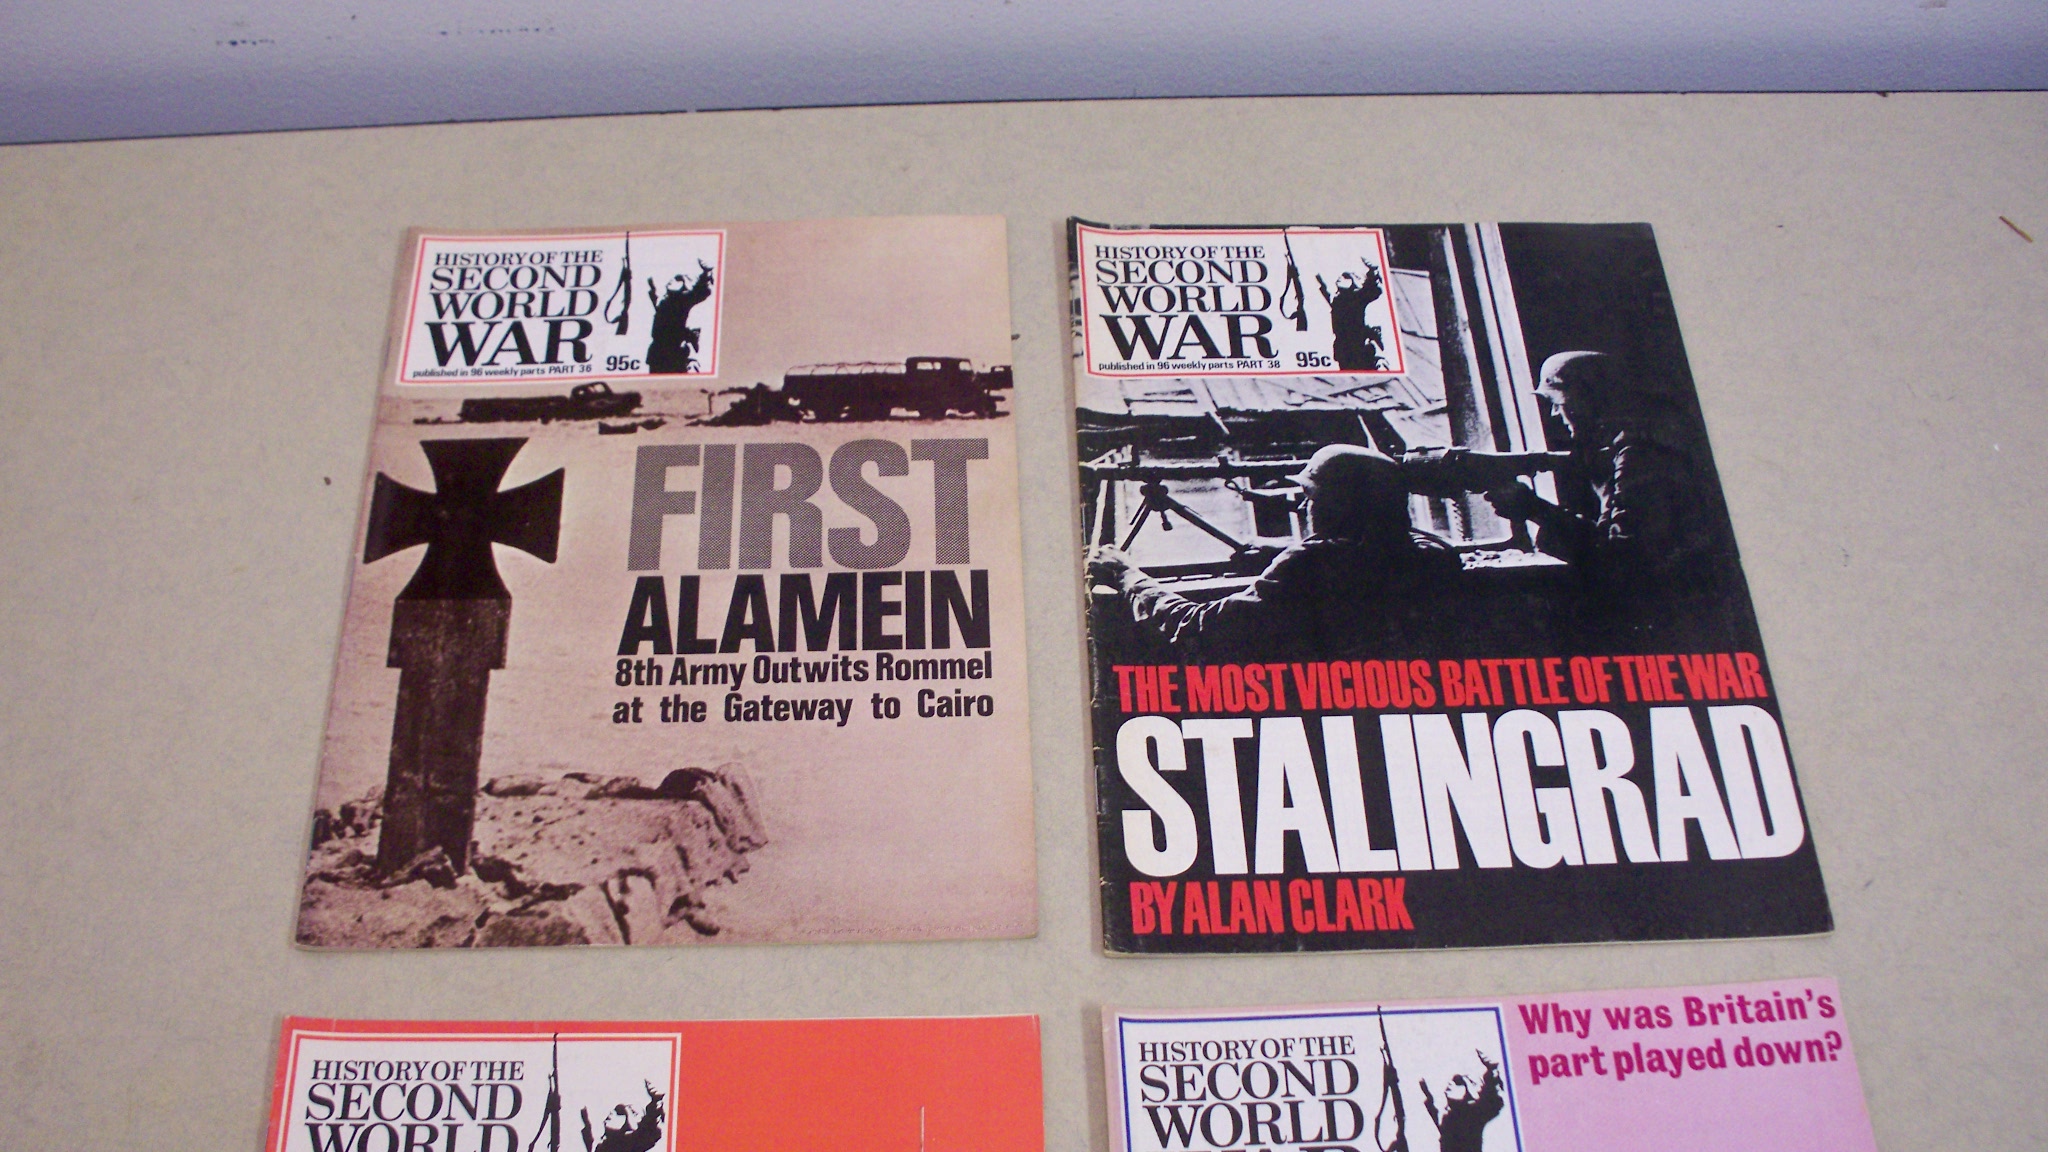 HISTORY OF THE
SECOND
WORLD
WAR
published in 96 weekly parts PART 36
95c
FIRST
ALAMEIN
8th Army Outwits Rommel
at the Gateway to Cairo
HISTORY OF THE
SECOND
WORLD
WAR
published in 96 weekly parts PART 38
95c
THE MOST VICIOUS BATTLE OF THE WAR
STALINGRAD
BY ALAN CLARK
HISTORY OF THE
SECOND
WORLD
HISTORY OF THE
SECOND
WORLD
WAR
Why was Britain's
part played down?